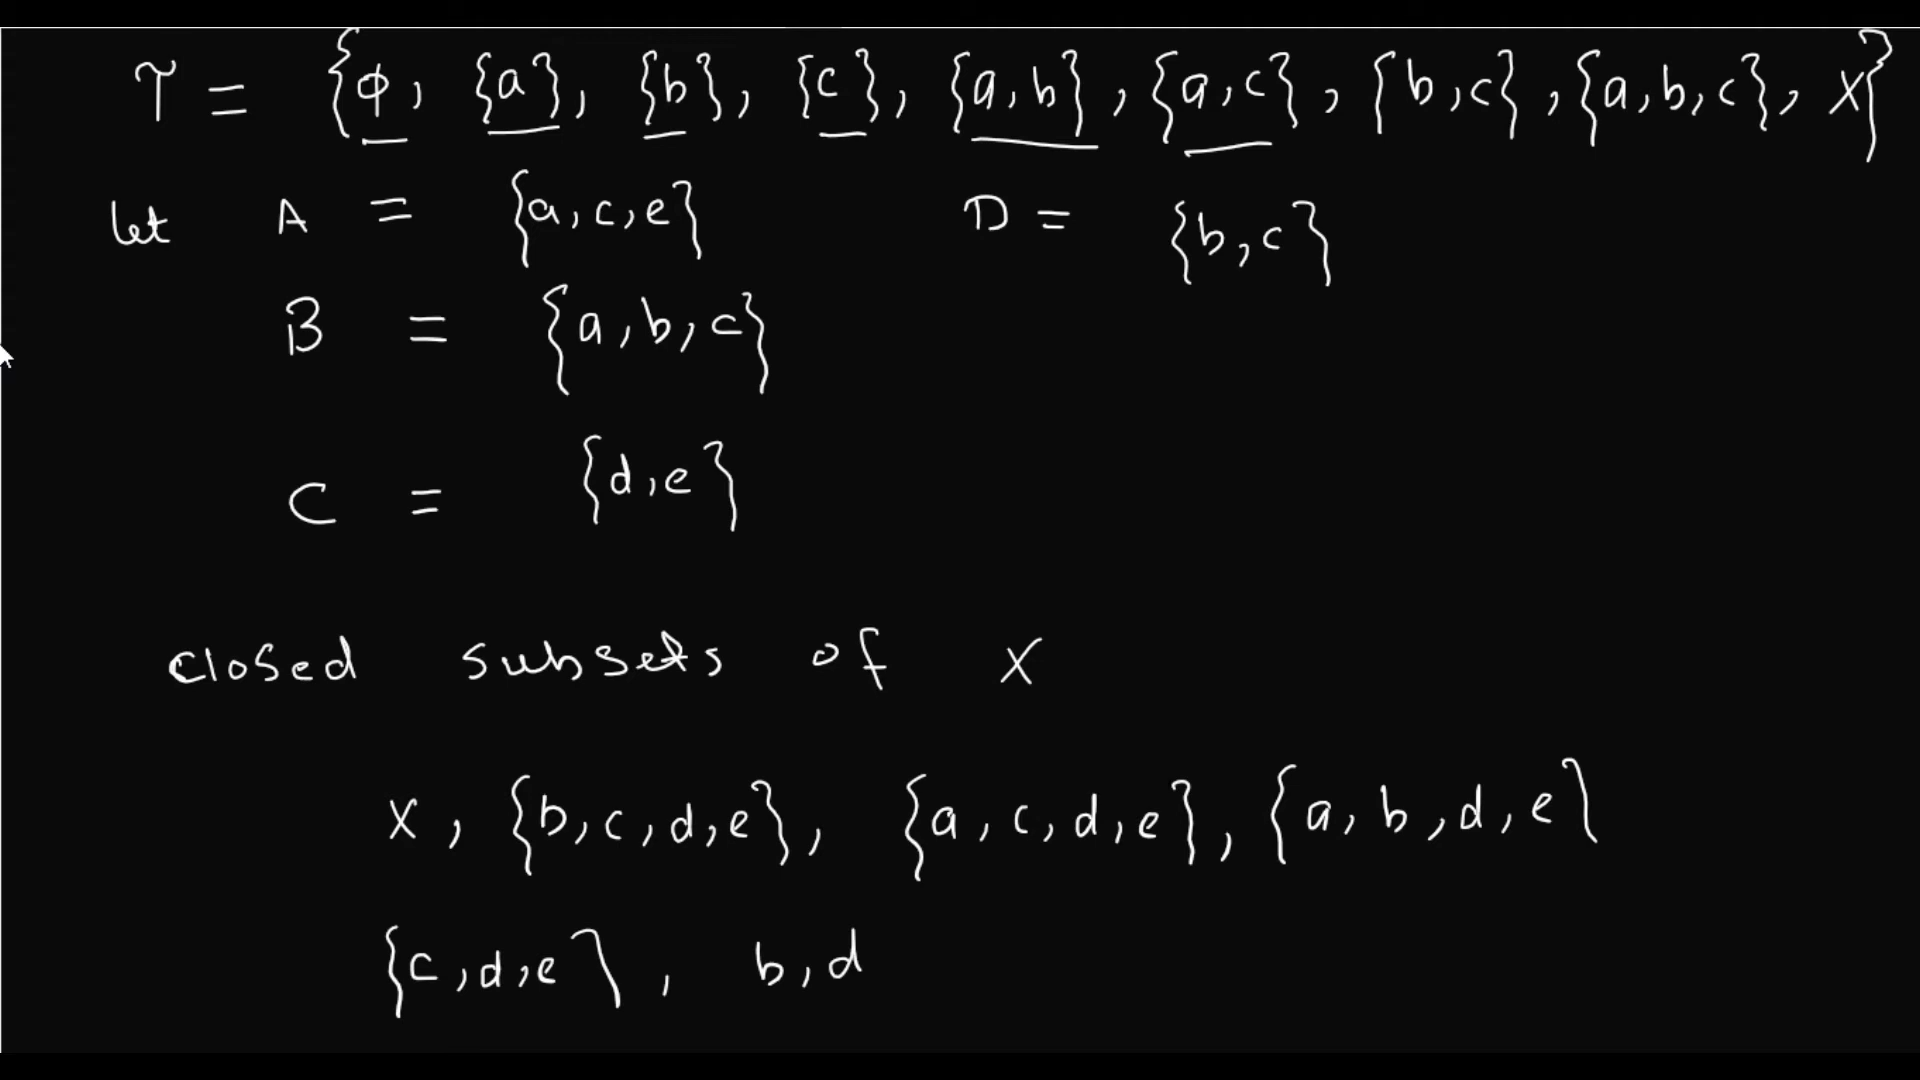 τ = {ϕ, {a}, {b}, {c}, {a,b}, {a,c}, {b,c}, {a,b,c}, X}
let A = {a,c,e} D = {b,c}
B = {a,b,c}
C = {d,e}
closed subsets of X
X, {b,c,d,e}, {a,c,d,e}, {a,b,d,e}
{c,d,e}, b,d